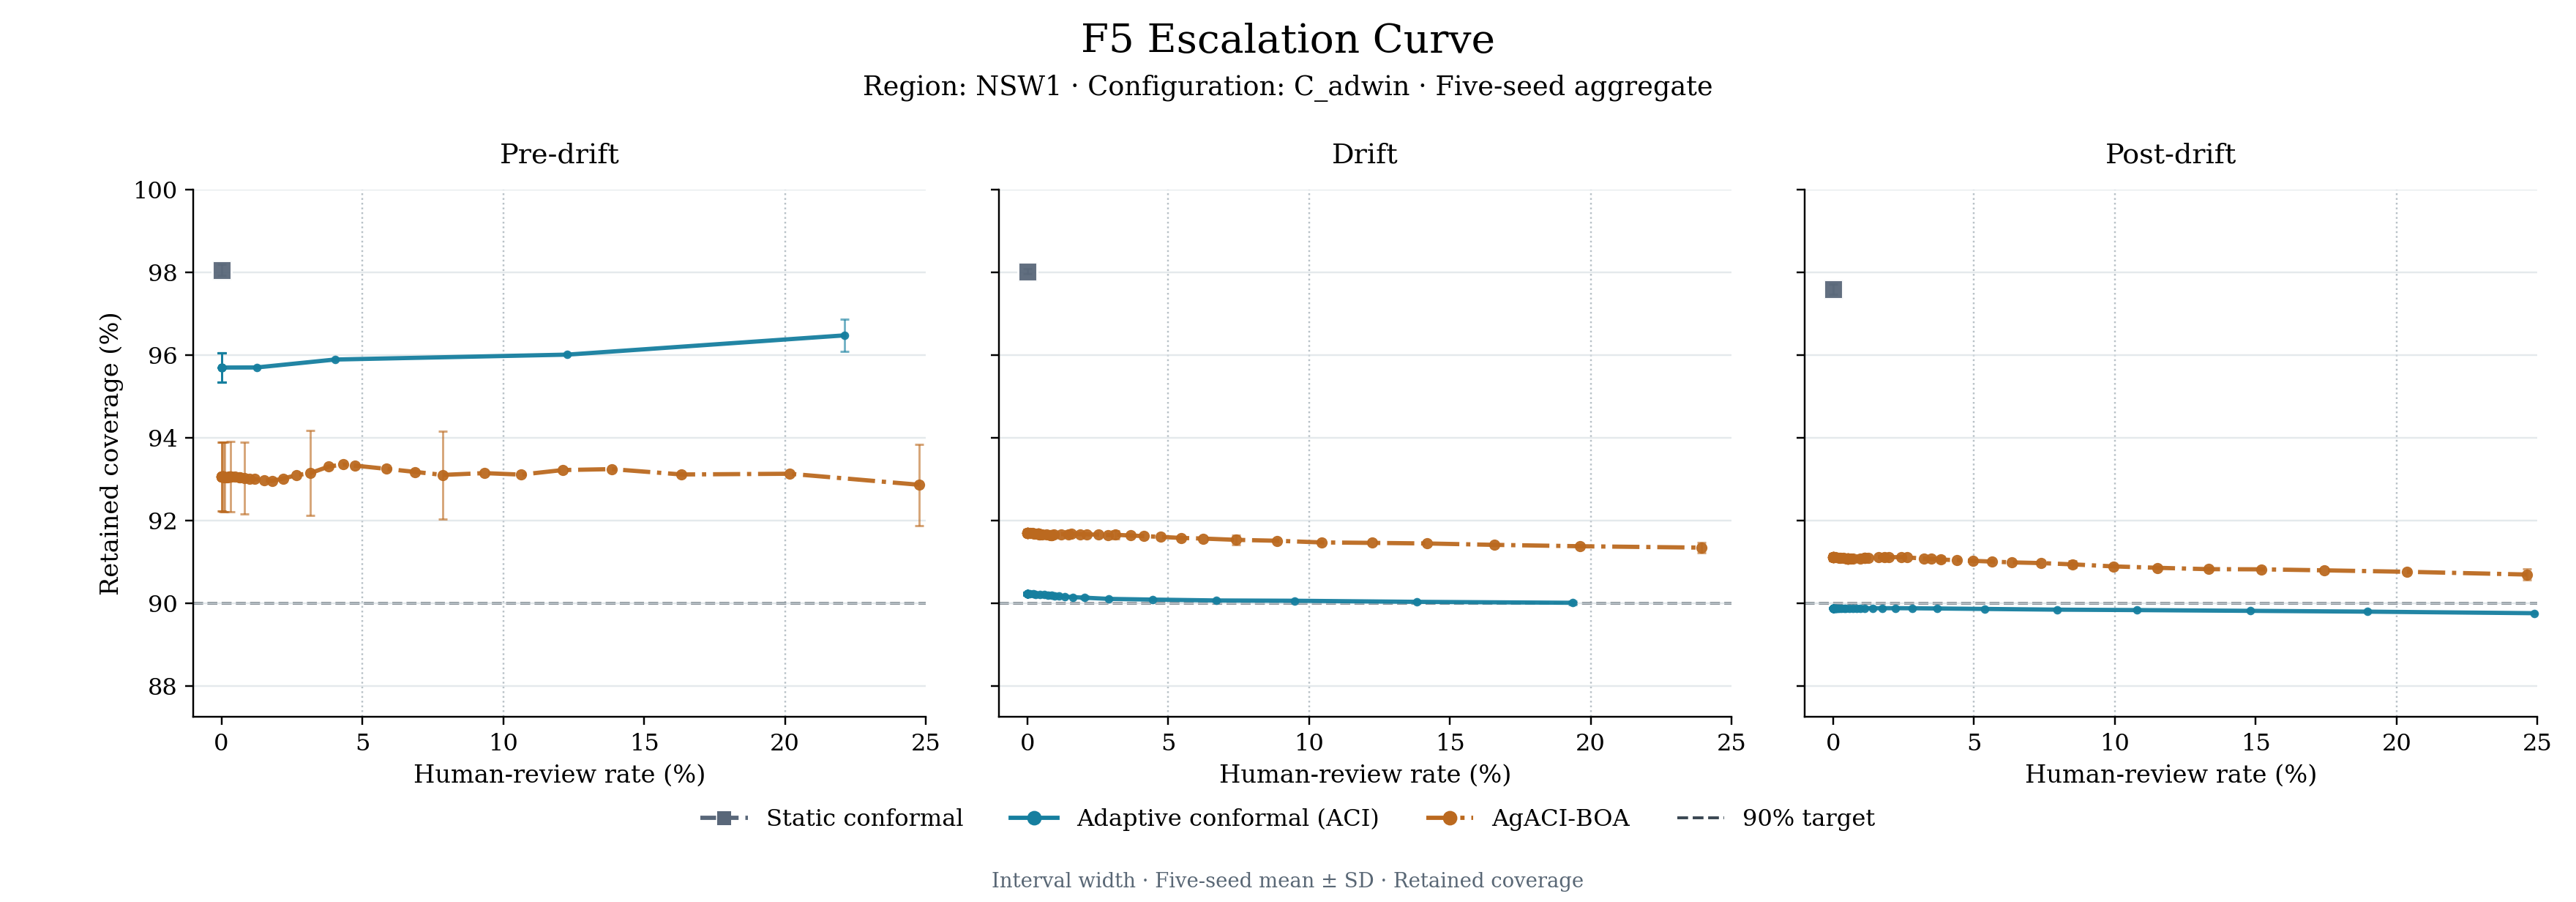 F5 Escalation Curve
Region: NSW1 · Configuration: C_adwin · Five-seed aggregate
Pre-drift
Drift
Post-drift
Retained coverage (%)
100
98
96
94
92
90
88
0 5 10 15 20 25
0 5 10 15 20 25
0 5 10 15 20 25
Human-review rate (%)
Human-review rate (%)
Human-review rate (%)
Static conformal
Adaptive conformal (ACI)
AgACI-BOA
90% target
Interval width · Five-seed mean ± SD · Retained coverage